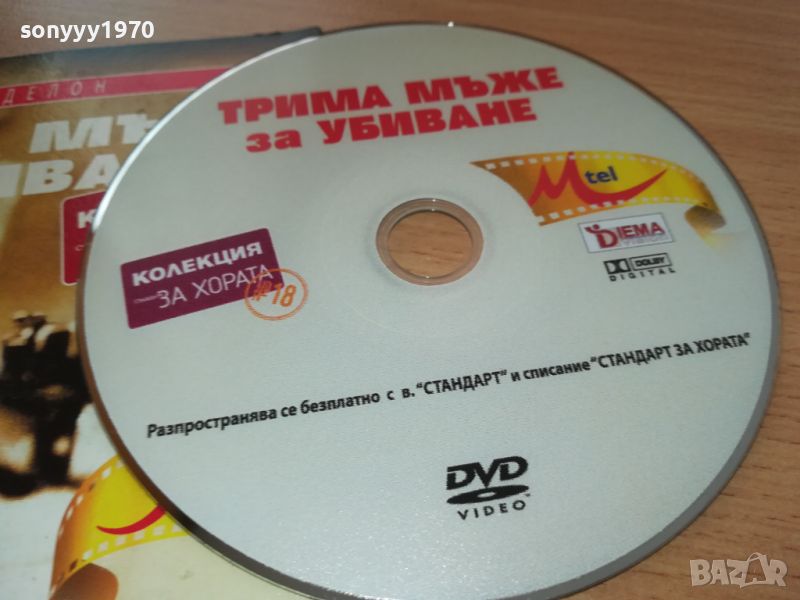 sonyyy1970
ДЕЛОН
ТРИМА МЪЖЕ
за УБИВАНЕ
Mtel
DIEMA
DOLBY
DIGITAL
КОЛЕКЦИЯ
ЗА ХОРАТА
#18
Разпространява се безплатно с в. "СТАНДАРТ" и списание "СТАНДАРТ ЗА ХОРАТА"
DVD
VIDEO
BAZAR